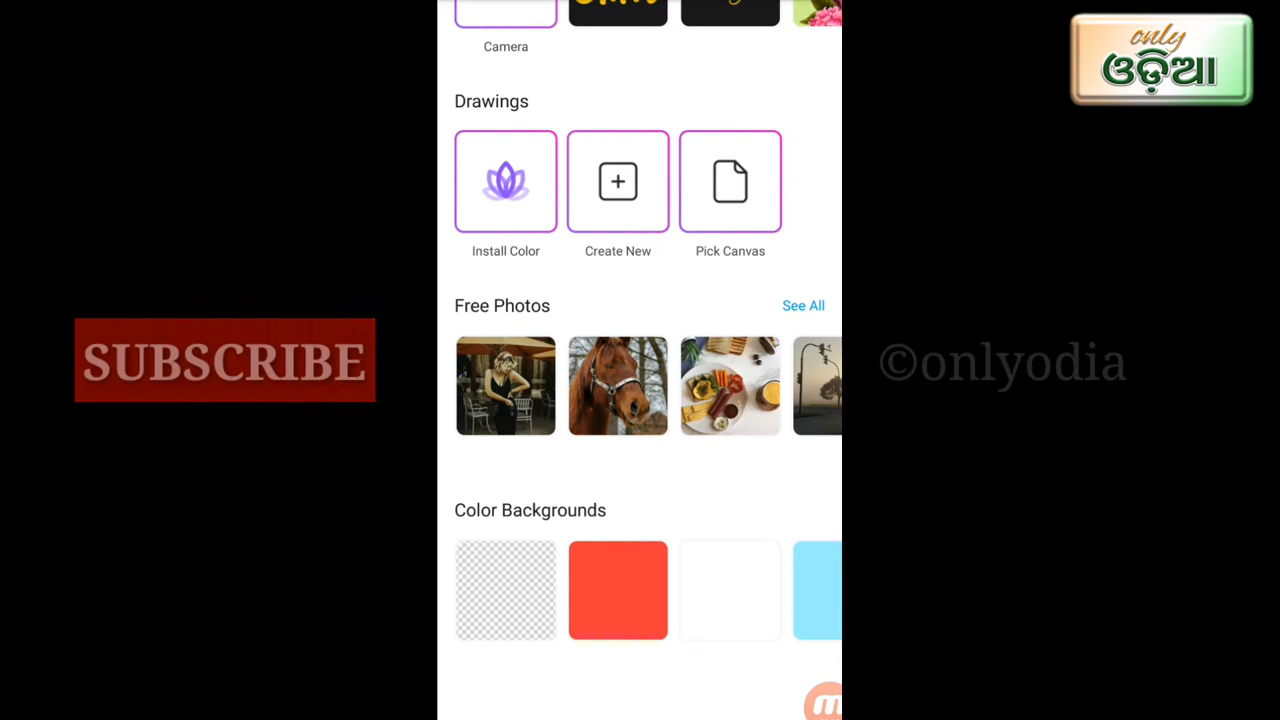 only
ଓଡ଼ିଆ
Camera
Drawings
Install Color
Create New
Pick Canvas
Free Photos
See All
SUBSCRIBE
©onlyodia
Color Backgrounds